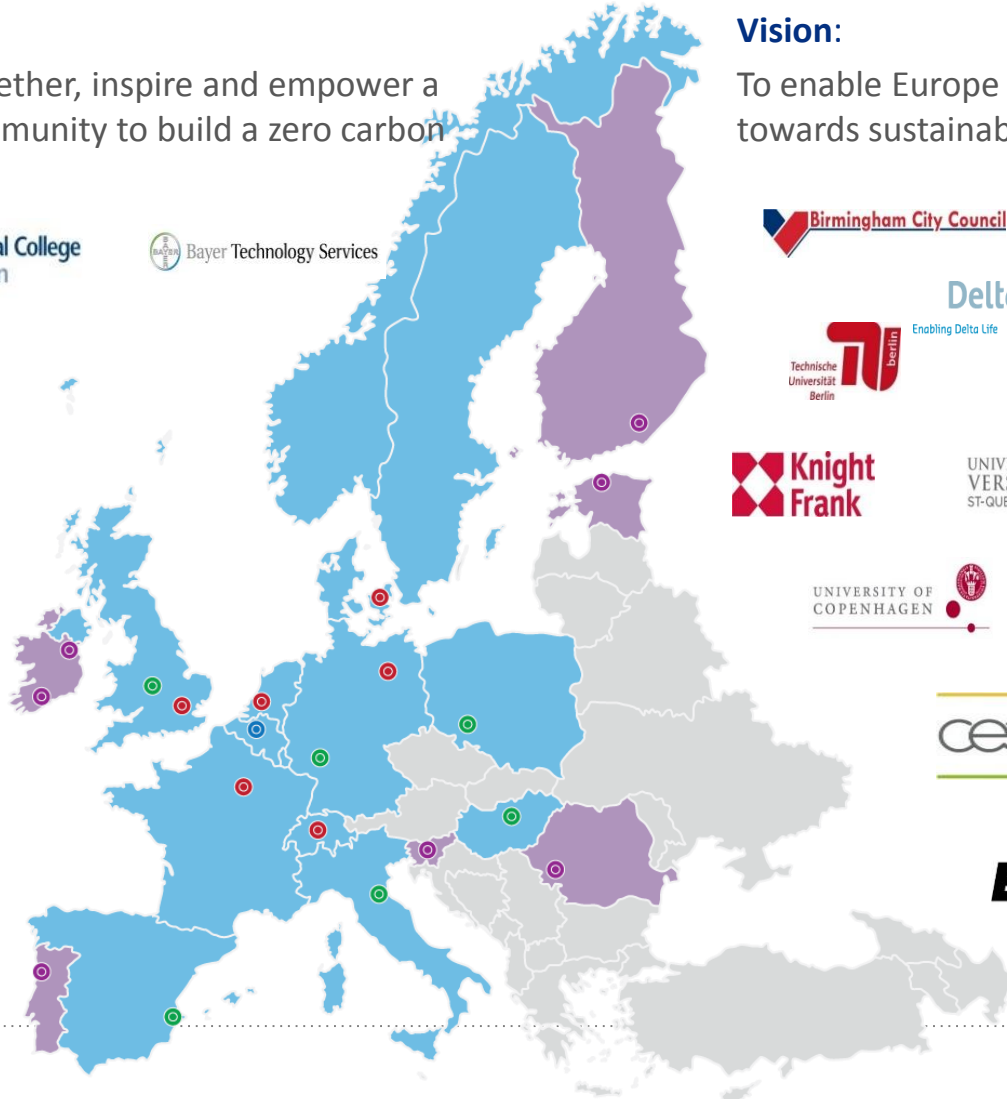 Vision:
ether, inspire and empower a
munity to build a zero carbon
To enable Europe
towards sustainab
al College
n
BAYER
Bayer Technology Services
Birmingham City Council
Delt
Enabling Delta Life
Technische
Universität
Berlin
berlin
Knight
Frank
UNIV
VERS
ST-QUE
UNIVERSITY OF
COPENHAGEN